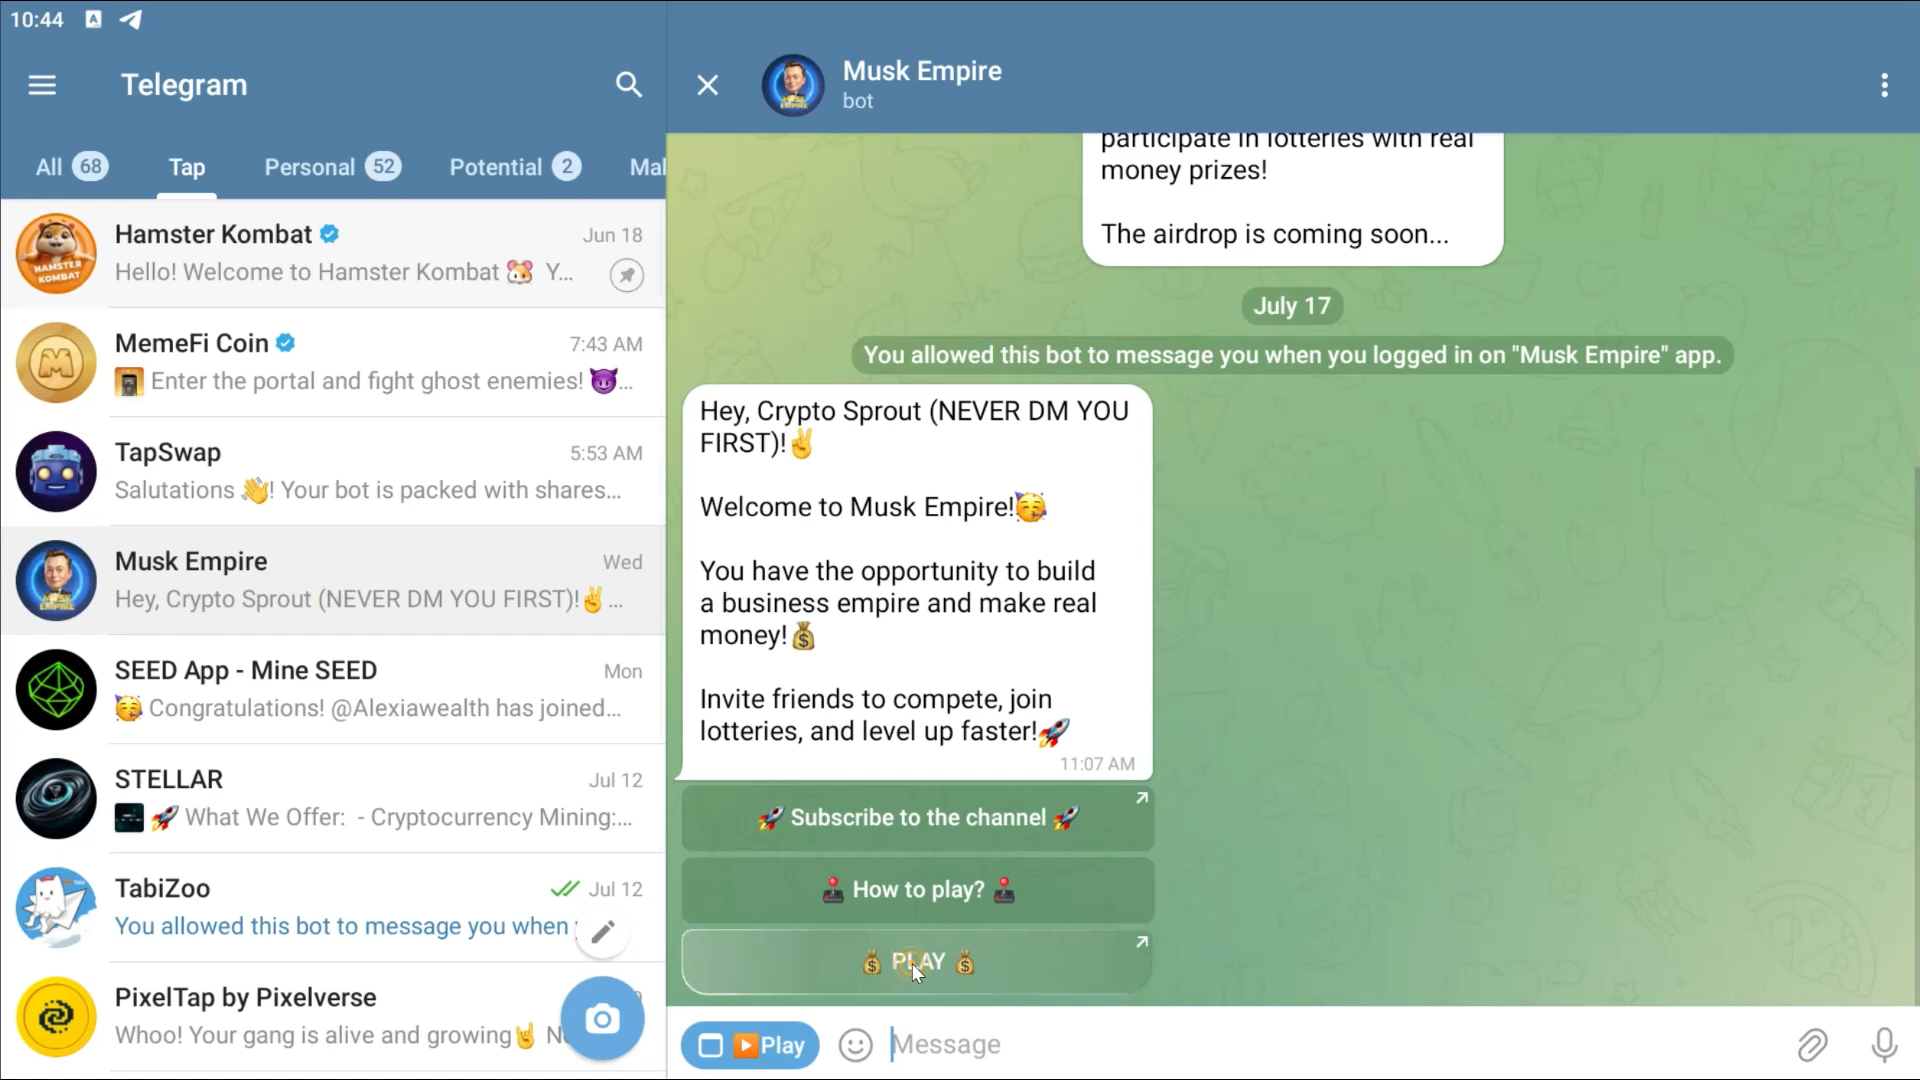 10:44
Telegram
All 68
Tap
Personal 52
Potential 2
Mal
Hamster Kombat
Jun 18
Hello! Welcome to Hamster Kombat 🐹 Y...
MemeFi Coin
7:43 AM
Enter the portal and fight ghost enemies! 😈...
TapSwap
5:53 AM
Salutations 👋! Your bot is packed with shares...
Musk Empire
Wed
Hey, Crypto Sprout (NEVER DM YOU FIRST)!✌️...
SEED App - Mine SEED
Mon
🥳 Congratulations! @Alexiawealth has joined...
STELLAR
Jul 12
🚀 What We Offer: - Cryptocurrency Mining:...
TabiZoo
Jul 12
You allowed this bot to message you when
PixelTap by Pixelverse
Whoo! Your gang is alive and growing🤘
Musk Empire
bot
participate in lotteries with real
money prizes!
The airdrop is coming soon...
July 17
You allowed this bot to message you when you logged in on "Musk Empire" app.
Hey, Crypto Sprout (NEVER DM YOU
FIRST)!✌️
Welcome to Musk Empire!🥳
You have the opportunity to build
a business empire and make real
money!💰
Invite friends to compete, join
lotteries, and level up faster!🚀
11:07 AM
🚀 Subscribe to the channel 🚀
🕹️ How to play? 🕹️
💰 PLAY 💰
▶️Play
Message